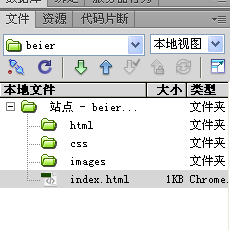 文件 资源 代码片断
beier 本地视图
本地文件 大小 类型
站点 - beier... 文件夹
html 文件夹
css 文件夹
images 文件夹
index.html 1KB Chrome.